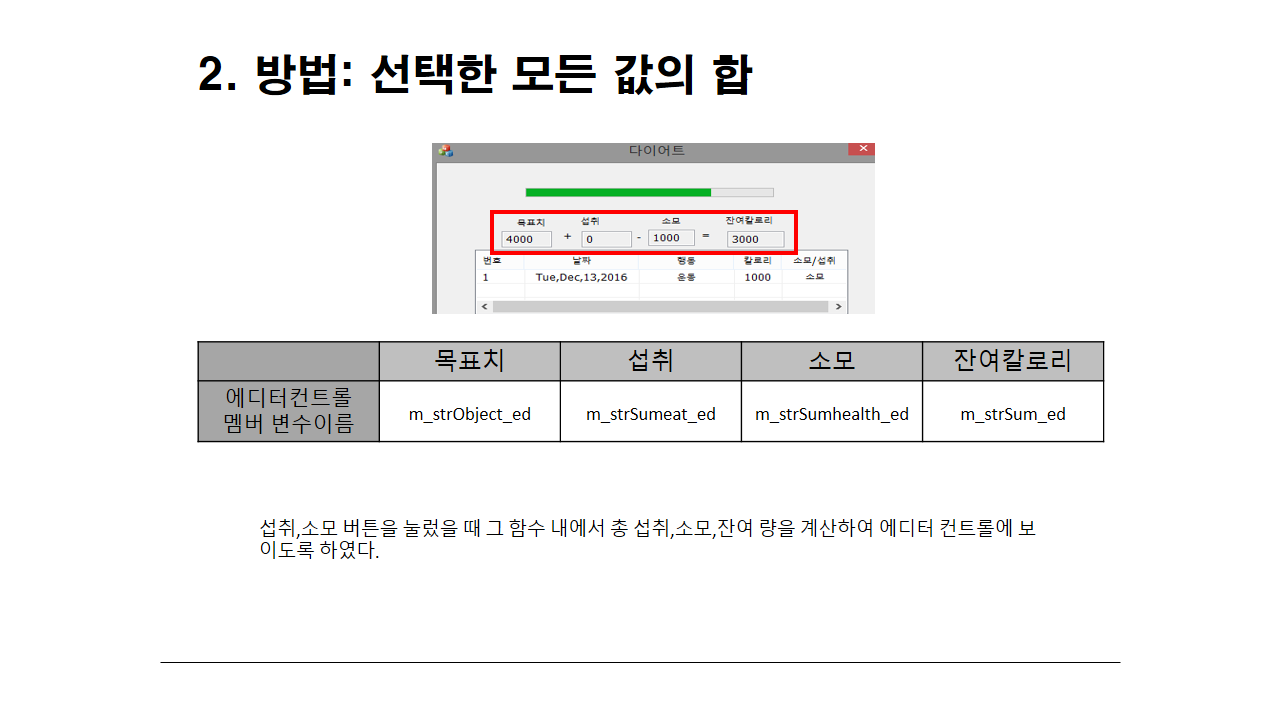 2. 방법: 선택한 모든 값의 합
다이어트
목표치 섭취 소모 잔여칼로리
4000 + 0 - 1000 = 3000
번호 날짜 행동 칼로리 소모/섭취
1 Tue,Dec,13,2016 운동 1000 소모
목표치 섭취 소모 잔여칼로리
에디터컨트롤
멤버 변수이름
m_strObject_ed m_strSumeat_ed m_strSumhealth_ed m_strSum_ed
섭취,소모 버튼을 눌렀을 때 그 함수 내에서 총 섭취,소모,잔여 량을 계산하여 에디터 컨트롤에 보
이도록 하였다.